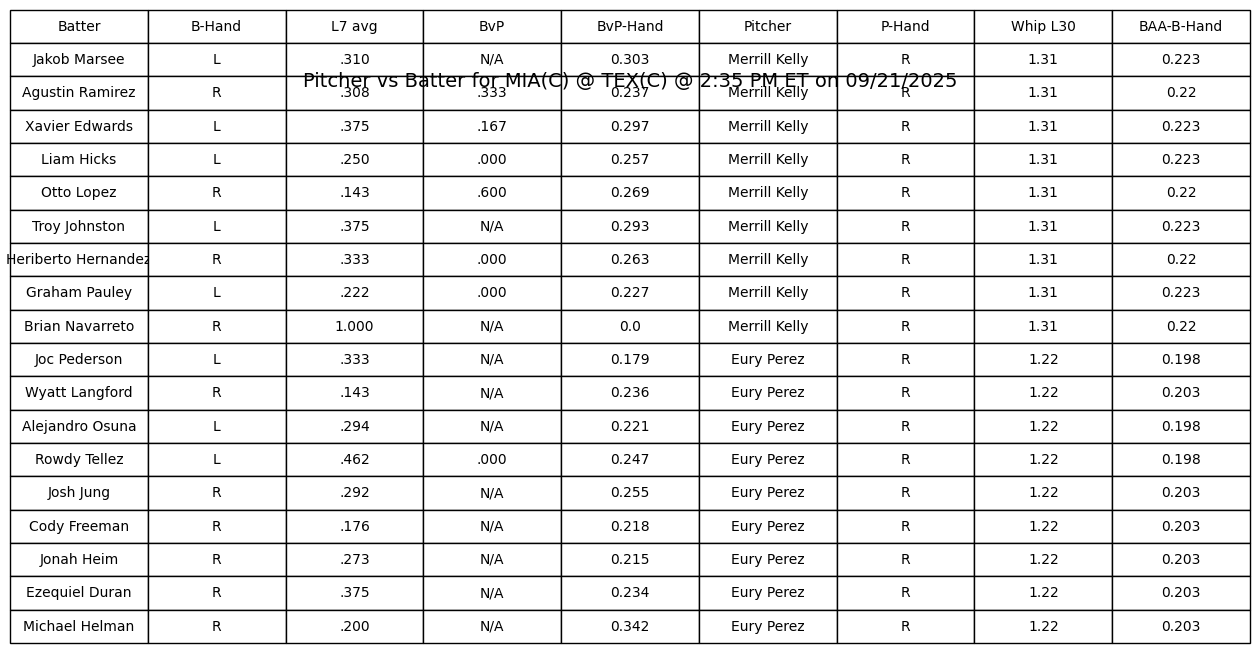 Batter B-Hand L7 avg BvP BvP-Hand Pitcher P-Hand Whip L30 BAA-B-Hand
Jakob Marsee L .310 N/A 0.303 Merrill Kelly R 1.31 0.223
Pitcher vs Batter for MIA(C) @ TEX(C) @ 2:35 PM ET on 09/21/2025
Agustin Ramirez R .308 .333 0.237 Merrill Kelly R 1.31 0.22
Xavier Edwards L .375 .167 0.297 Merrill Kelly R 1.31 0.223
Liam Hicks L .250 .000 0.257 Merrill Kelly R 1.31 0.223
Otto Lopez R .143 .600 0.269 Merrill Kelly R 1.31 0.22
Troy Johnston L .375 N/A 0.293 Merrill Kelly R 1.31 0.223
Heriberto Hernandez R .333 .000 0.263 Merrill Kelly R 1.31 0.22
Graham Pauley L .222 .000 0.227 Merrill Kelly R 1.31 0.223
Brian Navarreto R 1.000 N/A 0.0 Merrill Kelly R 1.31 0.22
Joc Pederson L .333 N/A 0.179 Eury Perez R 1.22 0.198
Wyatt Langford R .143 N/A 0.236 Eury Perez R 1.22 0.203
Alejandro Osuna L .294 N/A 0.221 Eury Perez R 1.22 0.198
Rowdy Tellez L .462 .000 0.247 Eury Perez R 1.22 0.198
Josh Jung R .292 N/A 0.255 Eury Perez R 1.22 0.203
Cody Freeman R .176 N/A 0.218 Eury Perez R 1.22 0.203
Jonah Heim R .273 N/A 0.215 Eury Perez R 1.22 0.203
Ezequiel Duran R .375 N/A 0.234 Eury Perez R 1.22 0.203
Michael Helman R .200 N/A 0.342 Eury Perez R 1.22 0.203